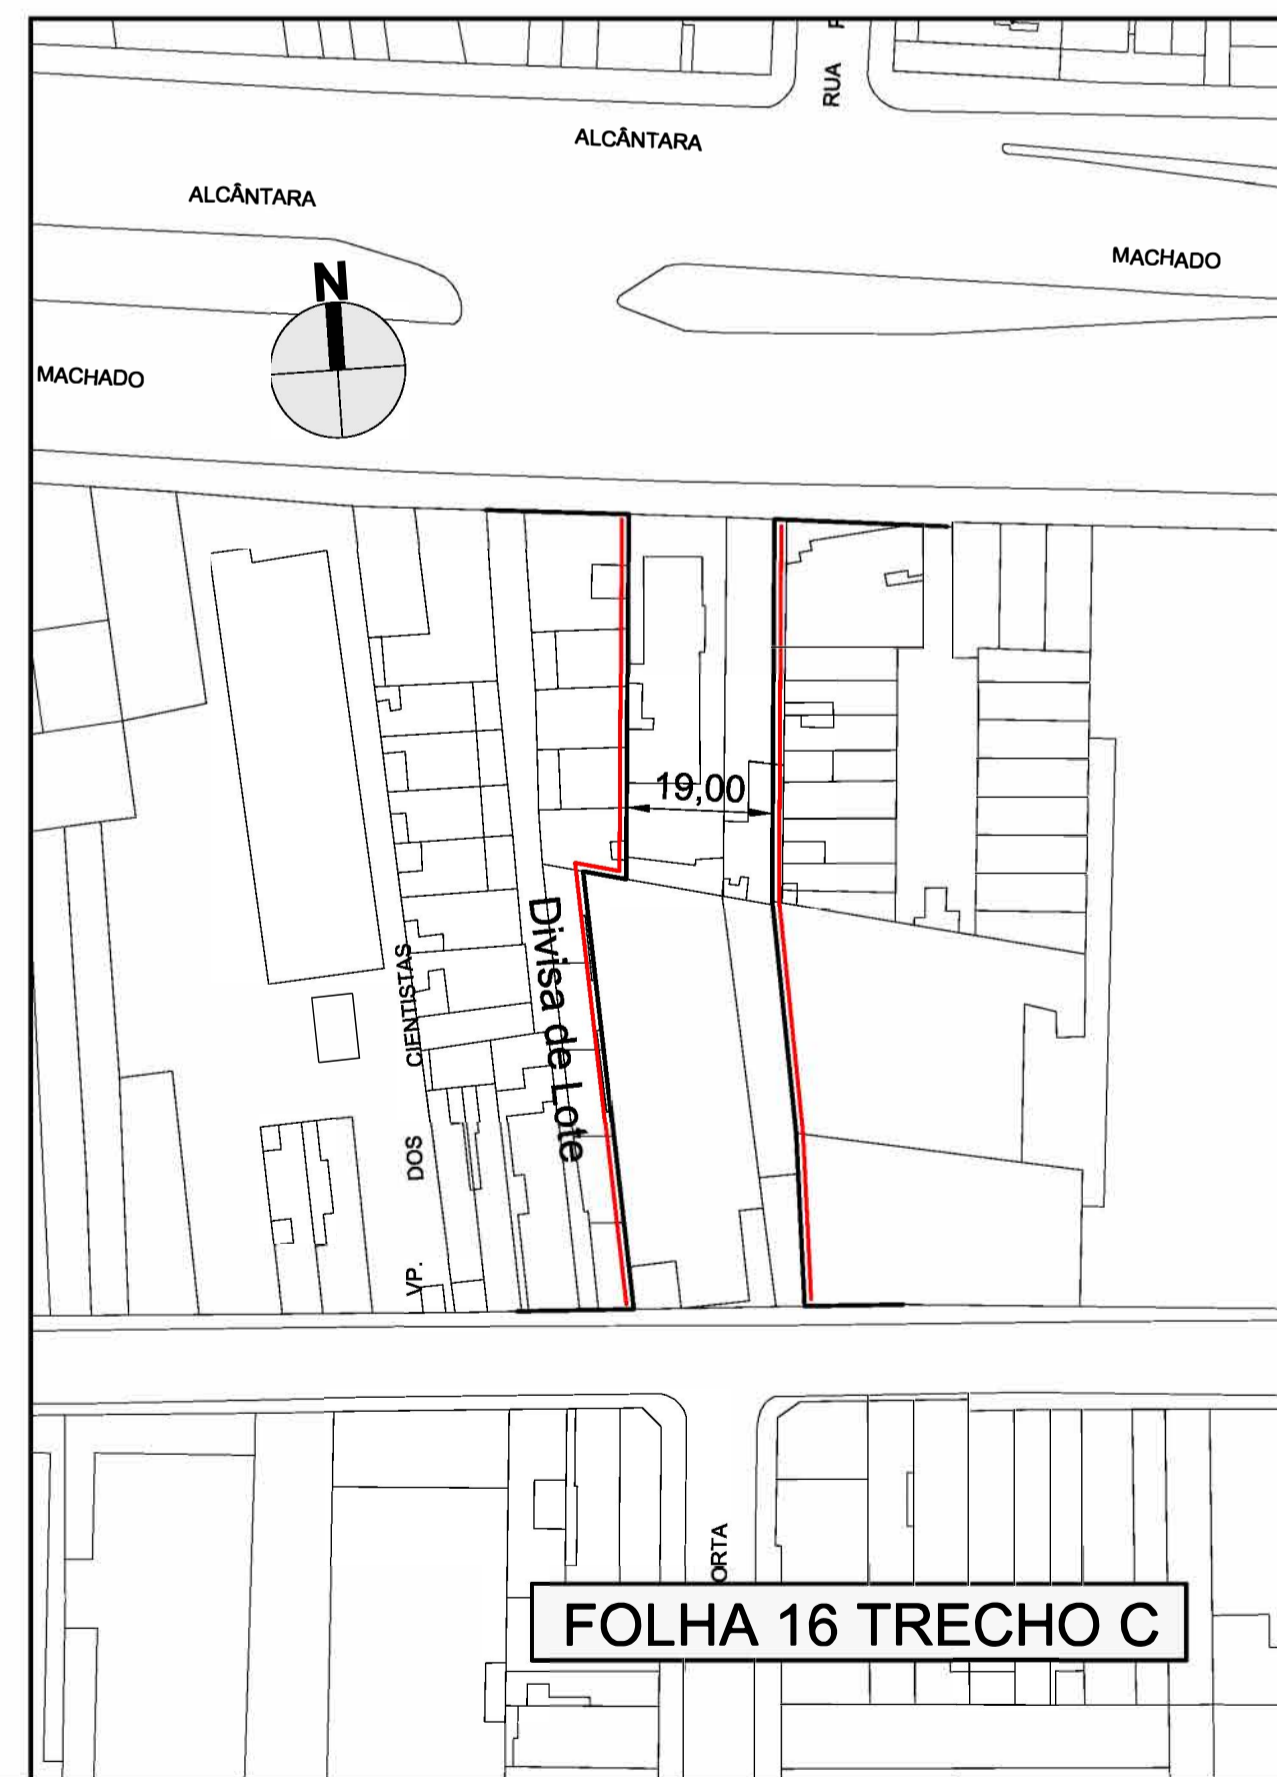 RUA
ALCÂNTARA
ALCÂNTARA
MACHADO
N
MACHADO
19,00
Divisa de Lote
VP. DOS CIENTISTAS
ORTA
FOLHA 16 TRECHO C